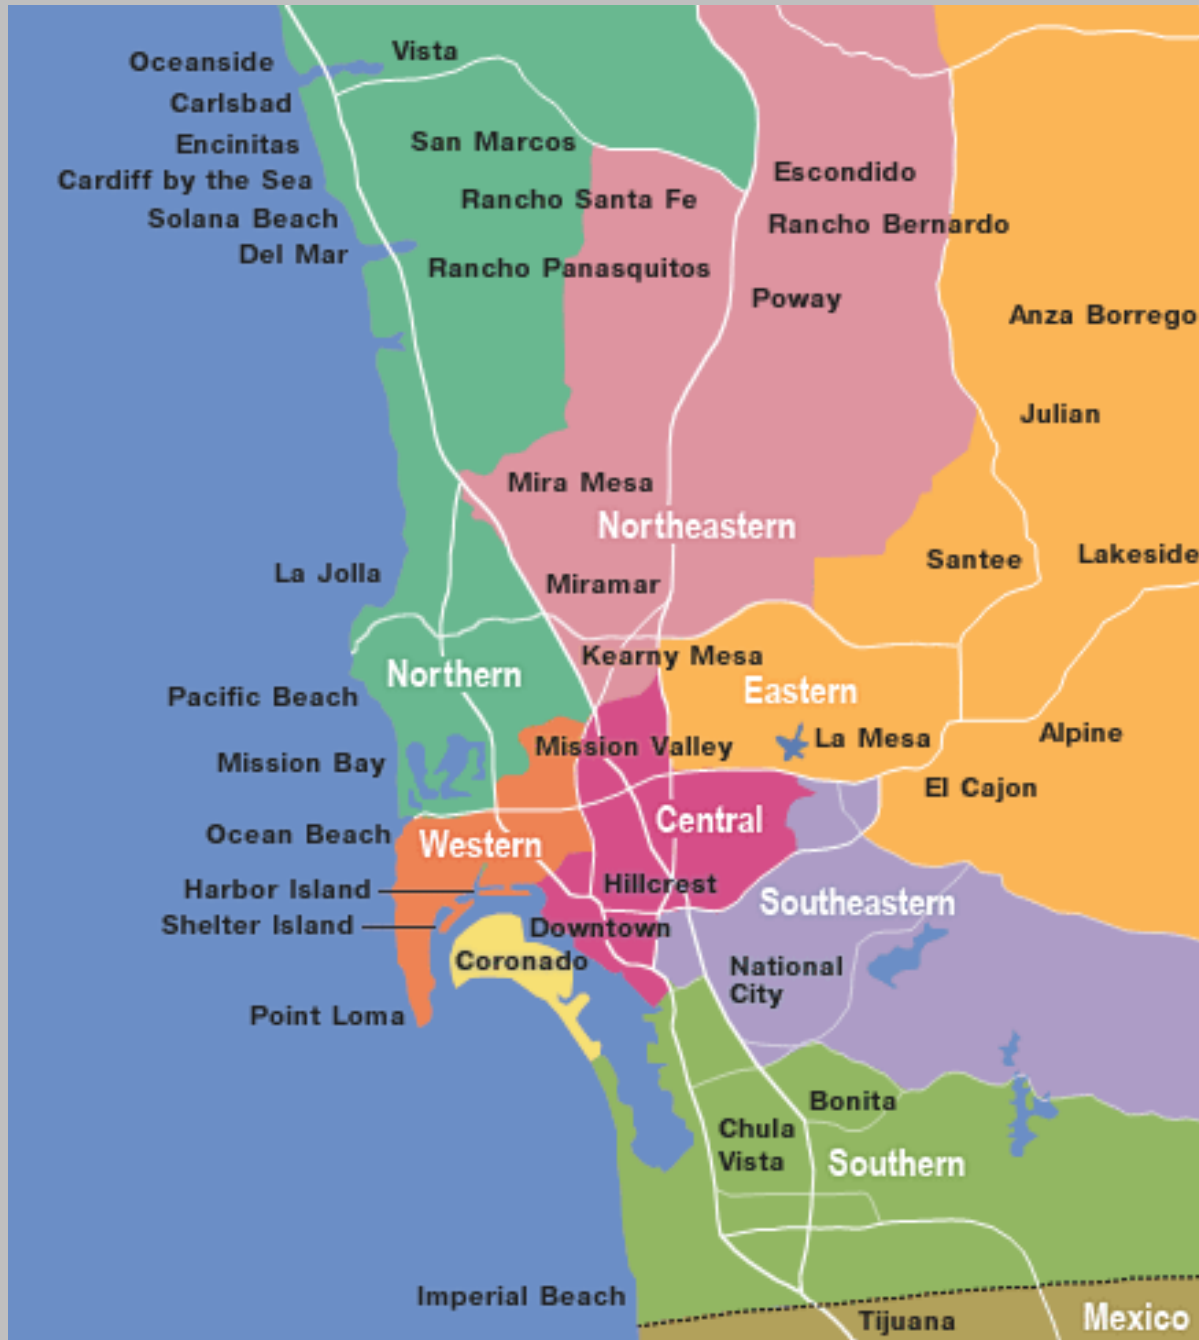 Vista
Oceanside
Carlsbad
San Marcos
Encinitas
Escondido
Cardiff by the Sea
Rancho Santa Fe
Solana Beach
Rancho Bernardo
Del Mar
Rancho Panasquitos
Poway
Anza Borrego
Julian
Mira Mesa
Northeastern
Lakeside
Santee
La Jolla
Miramar
Kearny Mesa
Northern
Eastern
Pacific Beach
Alpine
La Mesa
Mission Valley
Mission Bay
El Cajon
Central
Ocean Beach
Western
Hillcrest
Harbor Island
Southeastern
Shelter Island
Downtown
Coronado
National
City
Point Loma
Bonita
Chula
Vista
Southern
Imperial Beach
Mexico
Tijuana